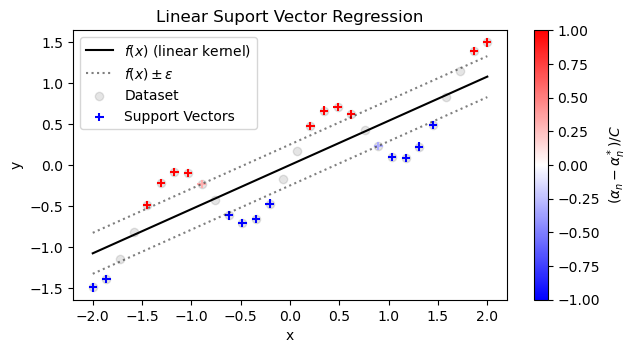 Linear Suport Vector Regression
f(x) (linear kernel)
f(x) ± ε
Dataset
Support Vectors
y
1.5
1.0
0.5
0.0
−0.5
−1.0
−1.5
−2.0 −1.5 −1.0 −0.5 0.0 0.5 1.0 1.5 2.0
x
1.00
0.75
0.50
0.25
0.00
−0.25
−0.50
−0.75
−1.00
(αₙ − αₙ*)/C